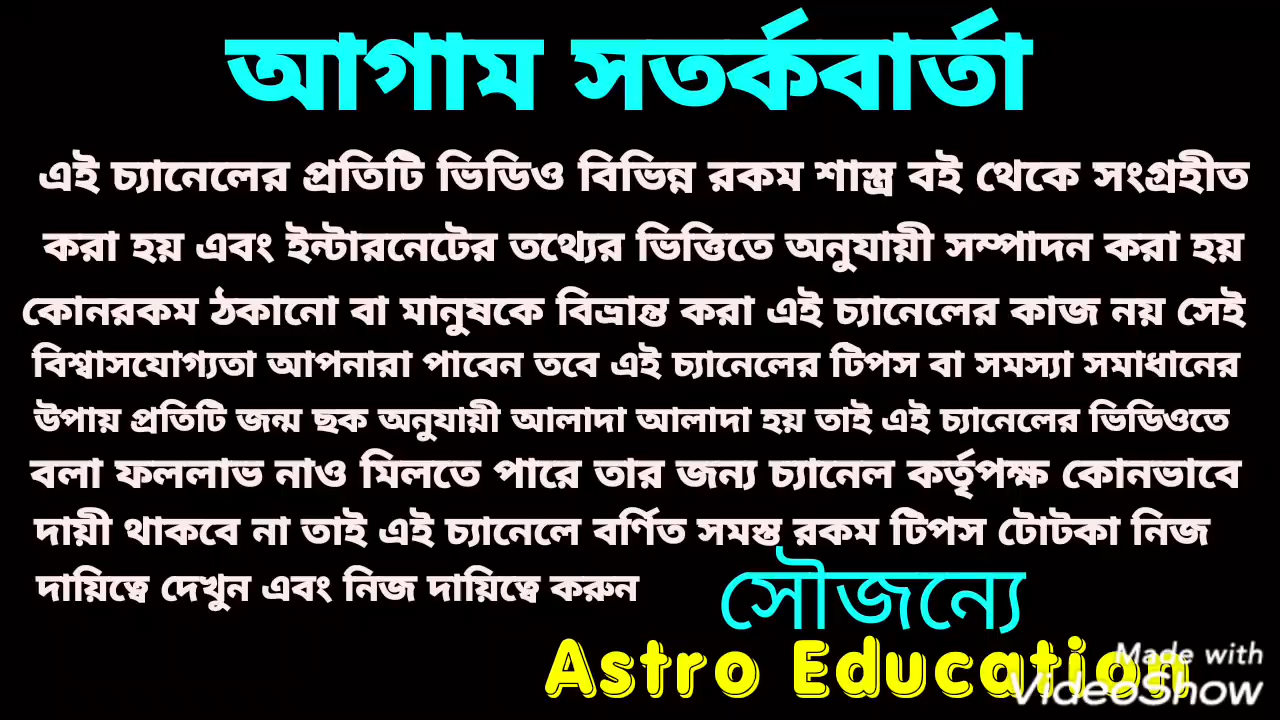 আগাম সতর্কবার্তা
এই চ্যানেলের প্রতিটি ভিডিও বিভিন্ন রকম শাস্ত্র বই থেকে সংগ্রহীত
করা হয় এবং ইন্টারনেটের তথ্যের ভিত্তিতে অনুযায়ী সম্পাদন করা হয়
কোনরকম ঠকানো বা মানুষকে বিভ্রান্ত করা এই চ্যানেলের কাজ নয় সেই
বিশ্বাসযোগ্যতা আপনারা পাবেন তবে এই চ্যানেলের টিপস বা সমস্যা সমাধানের
উপায় প্রতিটি জন্ম ছক অনুযায়ী আলাদা আলাদা হয় তাই এই চ্যানেলের ভিডিওতে
বলা ফললাভ নাও মিলতে পারে তার জন্য চ্যানেল কর্তৃপক্ষ কোনভাবে
দায়ী থাকবে না তাই এই চ্যানেলে বর্ণিত সমস্ত রকম টিপস টোটকা নিজ
দায়িত্বে দেখুন এবং নিজ দায়িত্বে করুন
সৌজন্যে
Astro Education
Made with
VideoShow